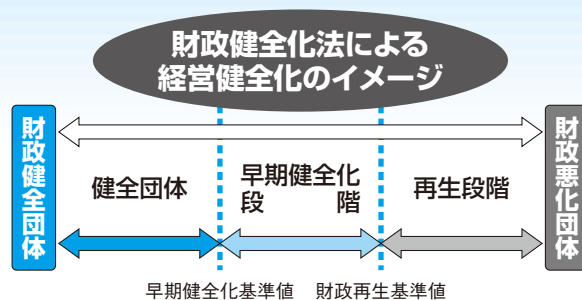 財政健全化法による
経営健全化のイメージ
財政健全団体
健全団体
早期健全化
段階
再生段階
財政悪化団体
早期健全化基準値
財政再生基準値